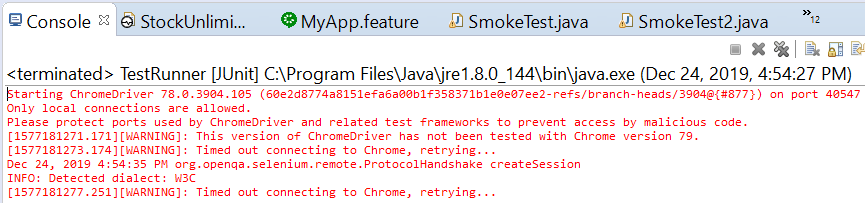 Console StockUnlimi... MyApp.feature SmokeTest.java SmokeTest2.java »12
<terminated> TestRunner [JUnit] C:\Program Files\Java\jre1.8.0_144\bin\java.exe (Dec 24, 2019, 4:54:27 PM)
Starting ChromeDriver 78.0.3904.105 (60e2d8774a8151efa6a00b1f358371b1e0e07ee2-refs/branch-heads/3904@{#877}) on port 40547
Only local connections are allowed.
Please protect ports used by ChromeDriver and related test frameworks to prevent access by malicious code.
[1577181271.171][WARNING]: This version of ChromeDriver has not been tested with Chrome version 79.
[1577181273.174][WARNING]: Timed out connecting to Chrome, retrying...
Dec 24, 2019 4:54:35 PM org.openqa.selenium.remote.ProtocolHandshake createSession
INFO: Detected dialect: W3C
[1577181277.251][WARNING]: Timed out connecting to Chrome, retrying...